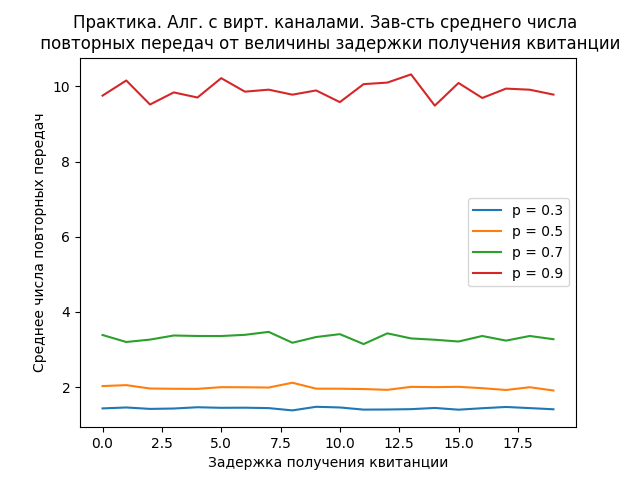 Практика. Алг. с вирт. каналами. Зав-сть среднего числа
повторных передач от величины задержки получения квитанции
Среднее числа повторных передач
10
8
6
4
2
p = 0.3
p = 0.5
p = 0.7
p = 0.9
0.0 2.5 5.0 7.5 10.0 12.5 15.0 17.5
Задержка получения квитанции